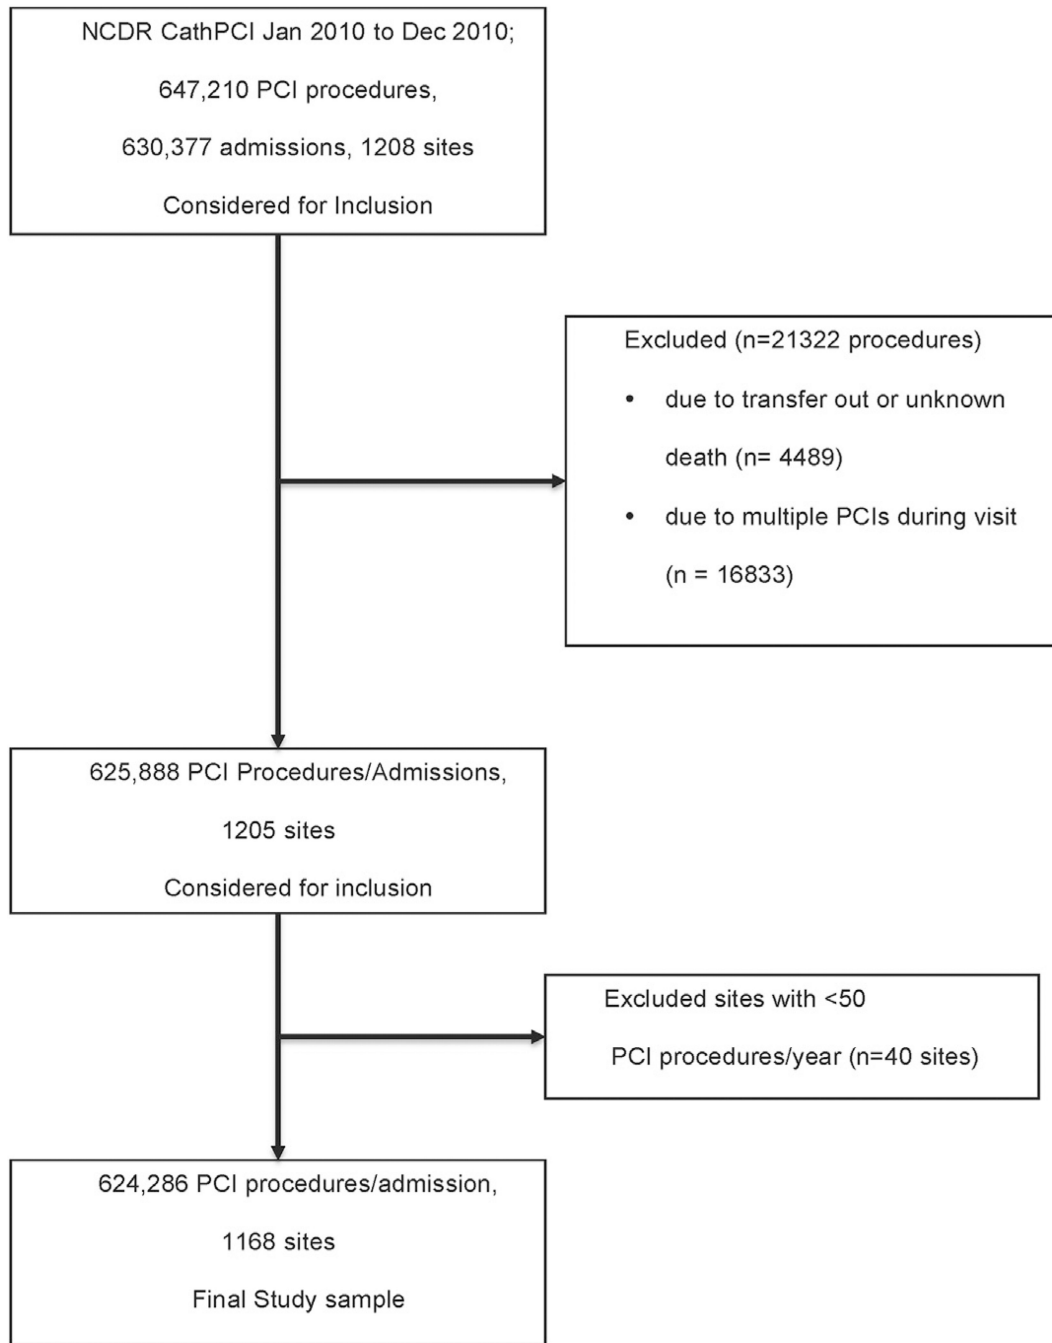 NCDR CathPCI Jan 2010 to Dec 2010;
647,210 PCI procedures,
630,377 admissions, 1208 sites
Considered for Inclusion
Excluded (n=21322 procedures)
• due to transfer out or unknown
death (n= 4489)
• due to multiple PCIs during visit
(n = 16833)
625,888 PCI Procedures/Admissions,
1205 sites
Considered for inclusion
Excluded sites with <50
PCI procedures/year (n=40 sites)
624,286 PCI procedures/admission,
1168 sites
Final Study sample